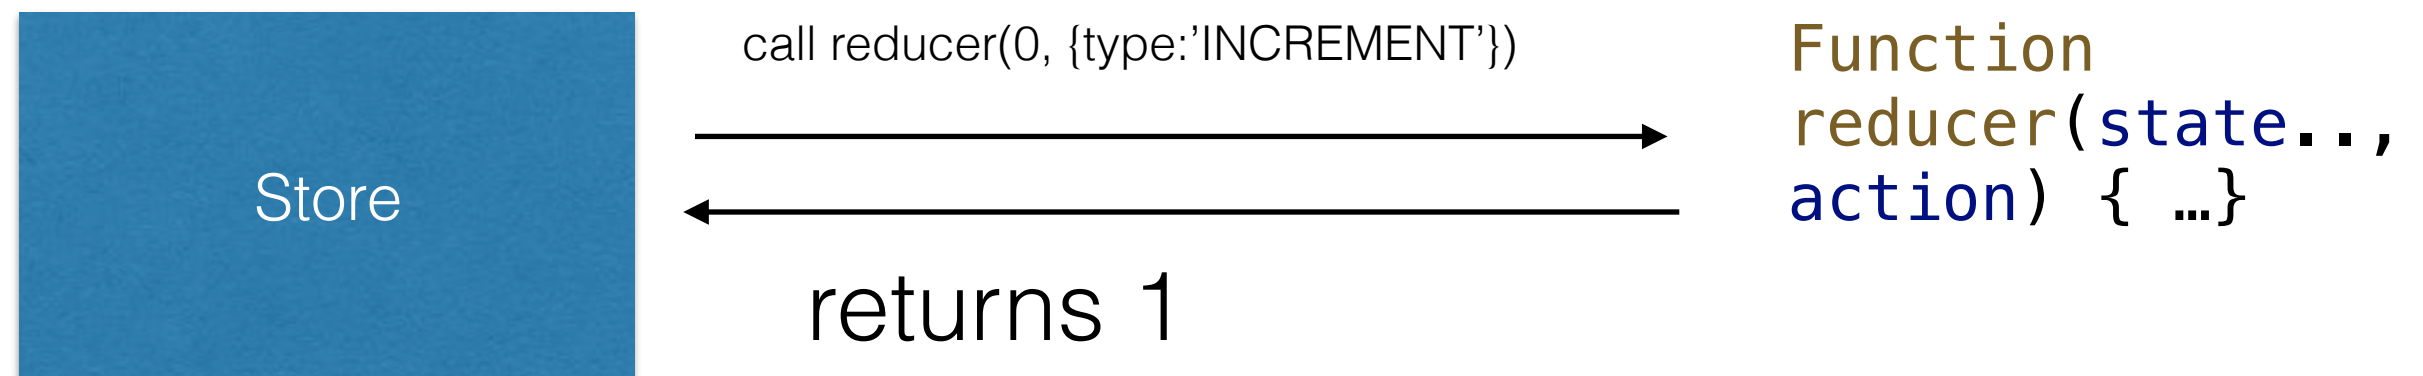 Store
call reducer(0, {type:’INCREMENT’})
returns 1
Function
reducer(state..,
action) { …}